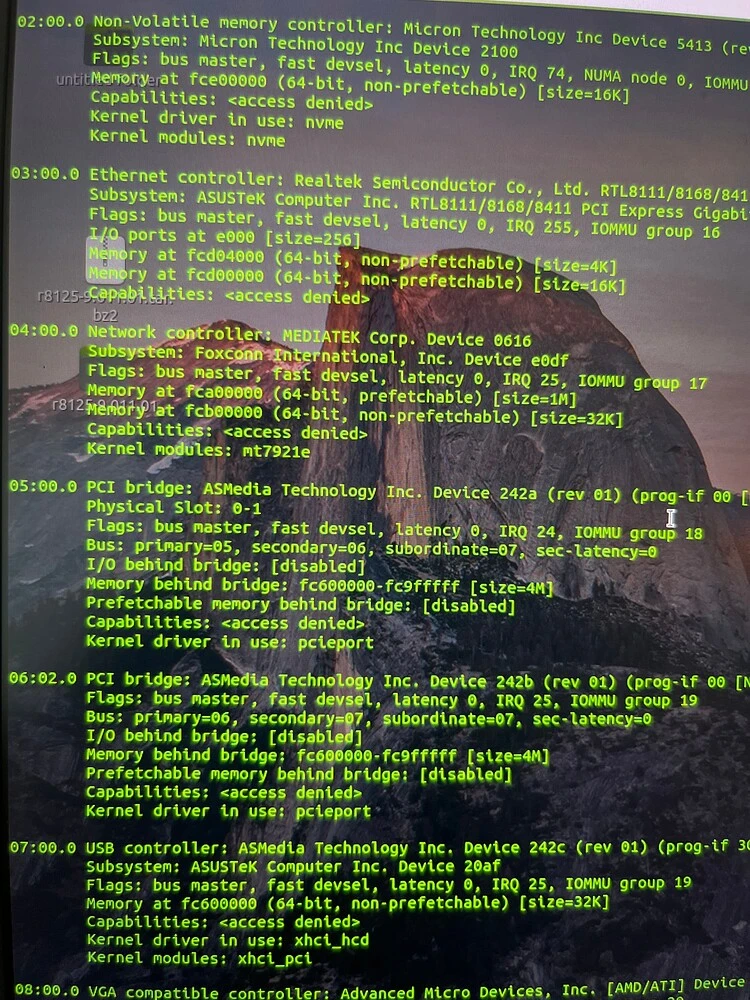 02:00.0 Non-Volatile memory controller: Micron Technology Inc Device 5413 (rev
Subsystem: Micron Technology Inc Device 2100
Flags: bus master, fast devsel, latency 0, IRQ 74, NUMA node 0, IOMMU
Memory at fce00000 (64-bit, non-prefetchable) [size=16K]
Capabilities: <access denied>
Kernel driver in use: nvme
Kernel modules: nvme
03:00.0 Ethernet controller: Realtek Semiconductor Co., Ltd. RTL8111/8168/841
Subsystem: ASUSTeK Computer Inc. RTL8111/8168/8411 PCI Express Gigabi
Flags: bus master, fast devsel, latency 0, IRQ 255, IOMMU group 16
I/O ports at e000 [size=256]
Memory at fcd04000 (64-bit, non-prefetchable) [size=4K]
Memory at fcd00000 (64-bit, non-prefetchable) [size=16K]
Capabilities: <access denied>
bz2
04:00.0 Network controller: MEDIATEK Corp. Device 0616
Subsystem: Foxconn International, Inc. Device e0df
Flags: bus master, fast devsel, latency 0, IRQ 25, IOMMU group 17
Memory at fca00000 (64-bit, prefetchable) [size=1M]
Memory at fcb00000 (64-bit, non-prefetchable) [size=32K]
Capabilities: <access denied>
Kernel modules: mt7921e
05:00.0 PCI bridge: ASMedia Technology Inc. Device 242a (rev 01) (prog-if 00 [
Physical Slot: 0-1
Flags: bus master, fast devsel, latency 0, IRQ 24, IOMMU group 18
Bus: primary=05, secondary=06, subordinate=07, sec-latency=0
I/O behind bridge: [disabled]
Memory behind bridge: fc600000-fc9fffff [size=4M]
Prefetchable memory behind bridge: [disabled]
Capabilities: <access denied>
Kernel driver in use: pcieport
06:02.0 PCI bridge: ASMedia Technology Inc. Device 242b (rev 01) (prog-if 00 [N
Flags: bus master, fast devsel, latency 0, IRQ 25, IOMMU group 19
Bus: primary=06, secondary=07, subordinate=07, sec-latency=0
I/O behind bridge: [disabled]
Memory behind bridge: fc600000-fc9fffff [size=4M]
Prefetchable memory behind bridge: [disabled]
Capabilities: <access denied>
Kernel driver in use: pcieport
07:00.0 USB controller: ASMedia Technology Inc. Device 242c (rev 01) (prog-if 30
Subsystem: ASUSTeK Computer Inc. Device 20af
Flags: bus master, fast devsel, latency 0, IRQ 25, IOMMU group 19
Memory at fc600000 (64-bit, non-prefetchable) [size=32K]
Capabilities: <access denied>
Kernel driver in use: xhci_hcd
Kernel modules: xhci_pci
08:00.0 VGA compatible controller: Advanced Micro Devices, Inc. [AMD/ATI] Device